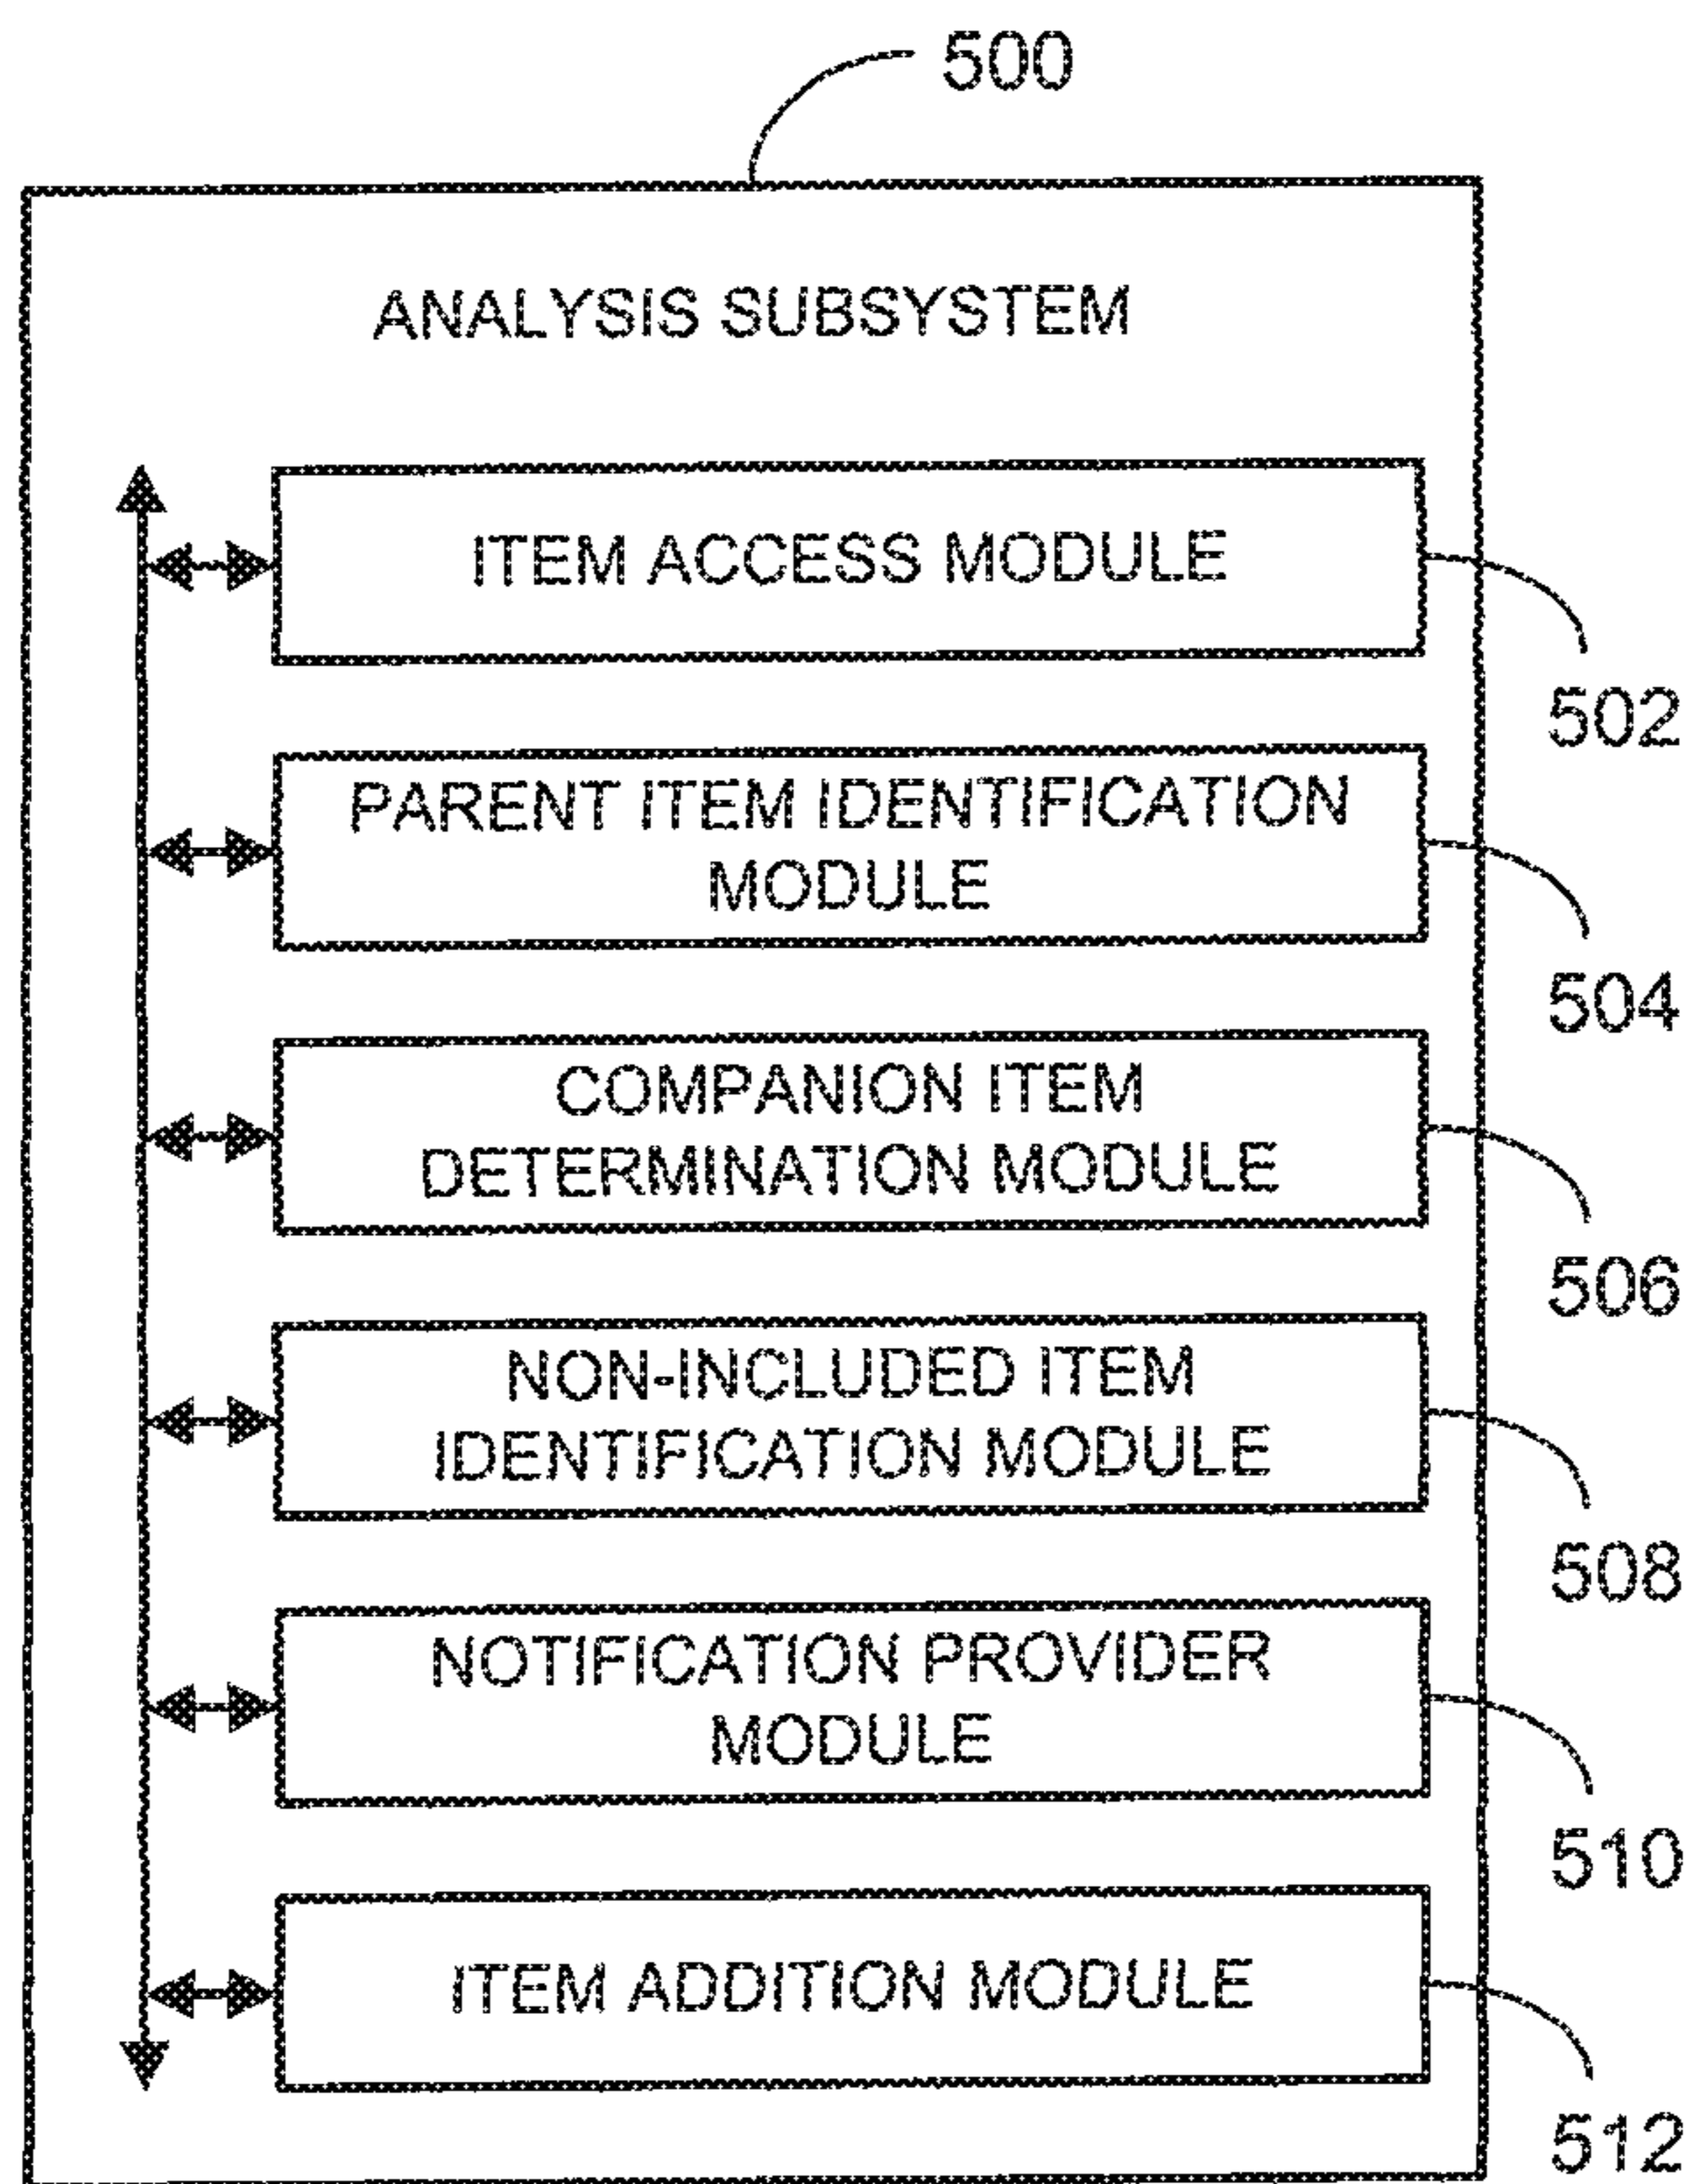 500
ANALYSIS SUBSYSTEM
ITEM ACCESS MODULE
502
PARENT ITEM IDENTIFICATION
MODULE
504
COMPANION ITEM
DETERMINATION MODULE
506
NON-INCLUDED ITEM
IDENTIFICATION MODULE
508
NOTIFICATION PROVIDER
MODULE
510
ITEM ADDITION MODULE
512